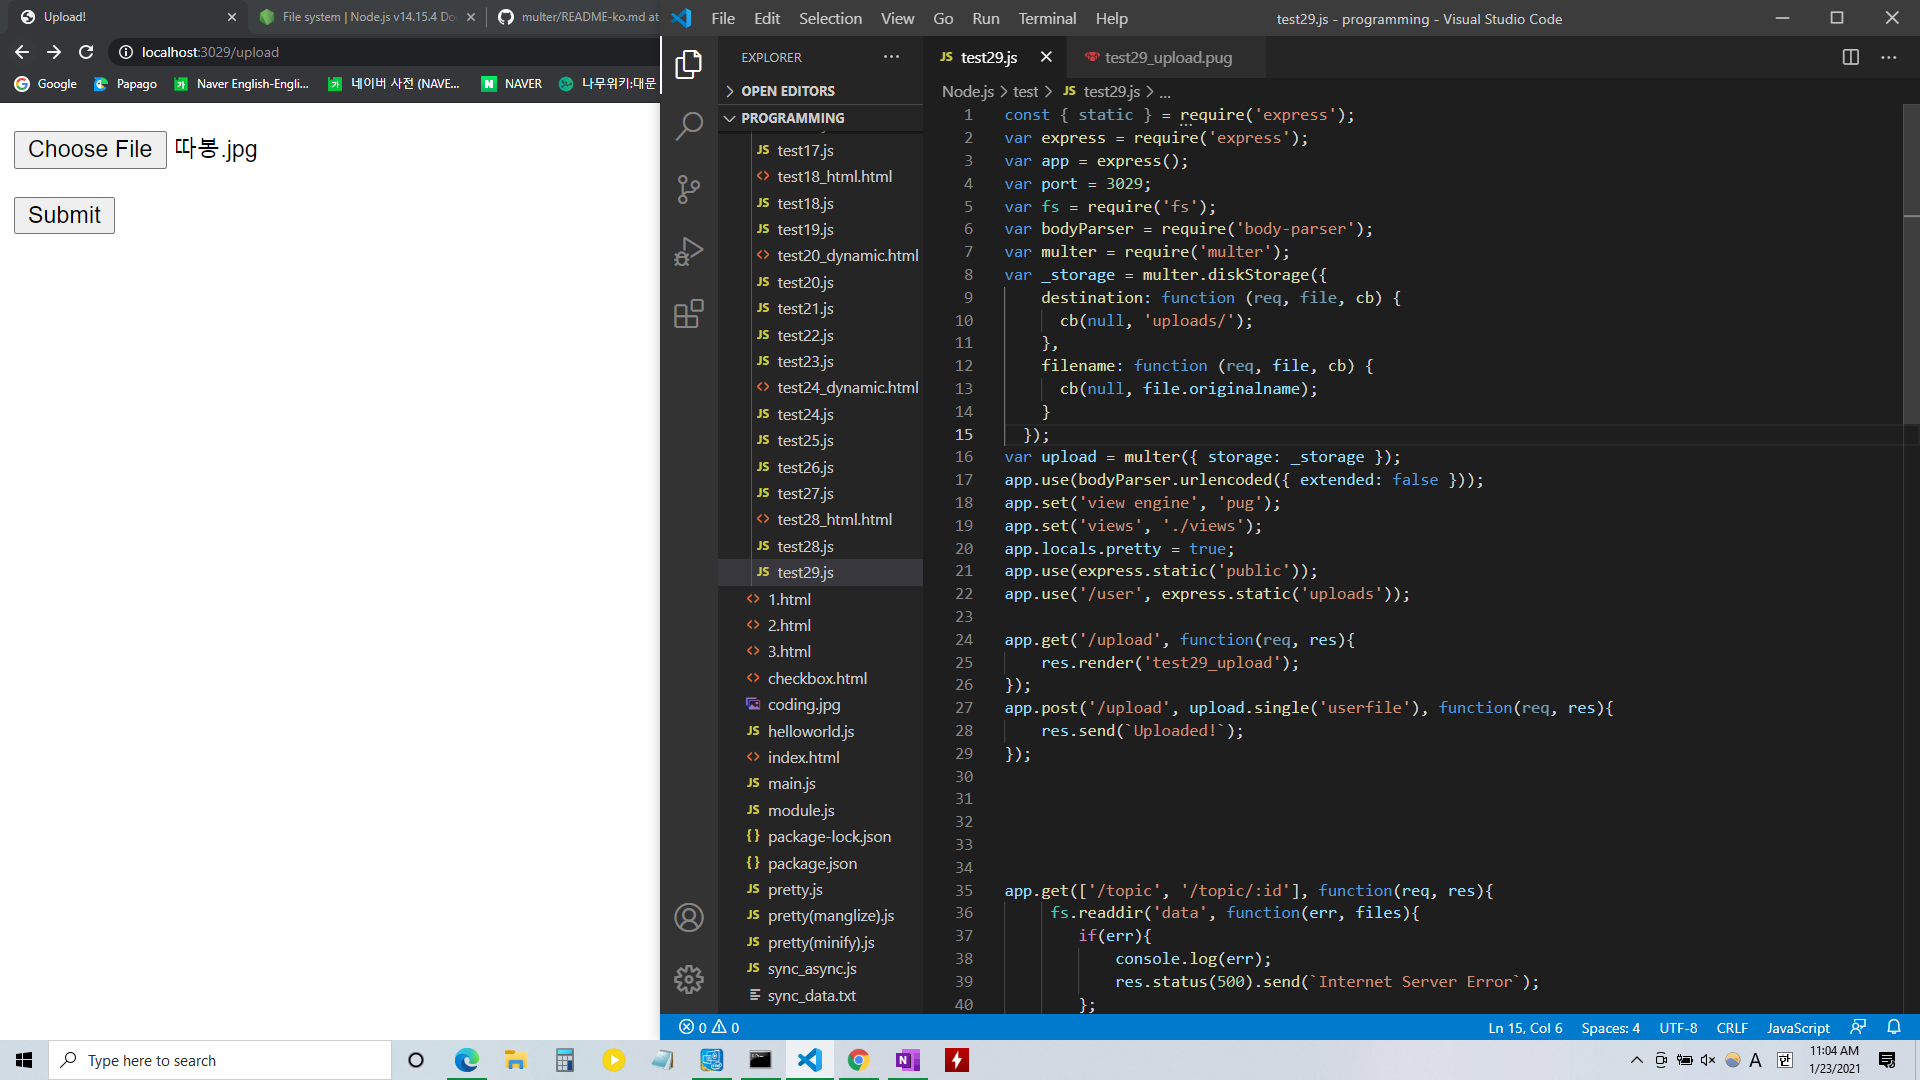 Upload!
File system | Node.js v14.15.4 Do
multer/README-ko.md at
localhost:3029/upload
Google
Papago
Naver English-Engli...
네이버 사전 (NAVE...
NAVER
나무위키:대문
Choose File 따봉.jpg
Submit
File Edit Selection View Go Run Terminal Help
test29.js - programming - Visual Studio Code
EXPLORER
OPEN EDITORS
PROGRAMMING
test17.js
test18_html.html
test18.js
test19.js
test20_dynamic.html
test20.js
test21.js
test22.js
test23.js
test24_dynamic.html
test24.js
test25.js
test26.js
test27.js
test28_html.html
test28.js
test29.js
1.html
2.html
3.html
checkbox.html
coding.jpg
helloworld.js
index.html
main.js
module.js
package-lock.json
package.json
pretty.js
pretty(manglize).js
pretty(minify).js
sync_async.js
sync_data.txt
JS test29.js
test29_upload.pug
Node.js > test > JS test29.js > ...
1 const { static } = require('express');
2 var express = require('express');
3 var app = express();
4 var port = 3029;
5 var fs = require('fs');
6 var bodyParser = require('body-parser');
7 var multer = require('multer');
8 var _storage = multer.diskStorage({
9 destination: function (req, file, cb) {
10 cb(null, 'uploads/');
11 },
12 filename: function (req, file, cb) {
13 cb(null, file.originalname);
14 }
15 });
16 var upload = multer({ storage: _storage });
17 app.use(bodyParser.urlencoded({ extended: false }));
18 app.set('view engine', 'pug');
19 app.set('views', './views');
20 app.locals.pretty = true;
21 app.use(express.static('public'));
22 app.use('/user', express.static('uploads'));
23
24 app.get('/upload', function(req, res){
25 res.render('test29_upload');
26 });
27 app.post('/upload', upload.single('userfile'), function(req, res){
28 res.send(`Uploaded!`);
29 });
30
31
32
33
34
35 app.get(['/topic', '/topic/:id'], function(req, res){
36 fs.readdir('data', function(err, files){
37 if(err){
38 console.log(err);
39 res.status(500).send(`Internet Server Error`);
40 };
0 0
Ln 15, Col 6 Spaces: 4 UTF-8 CRLF JavaScript
Type here to search
A 한
11:04 AM
1/23/2021